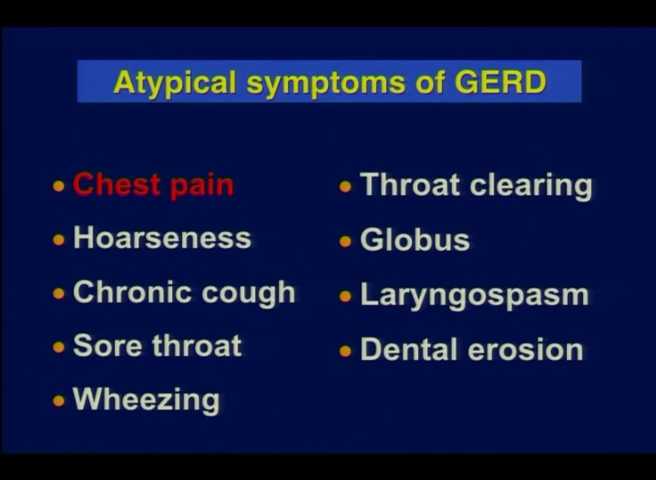 Atypical symptoms of GERD
• Chest pain
• Hoarseness
• Chronic cough
• Sore throat
• Wheezing
• Throat clearing
• Globus
• Laryngospasm
• Dental erosion